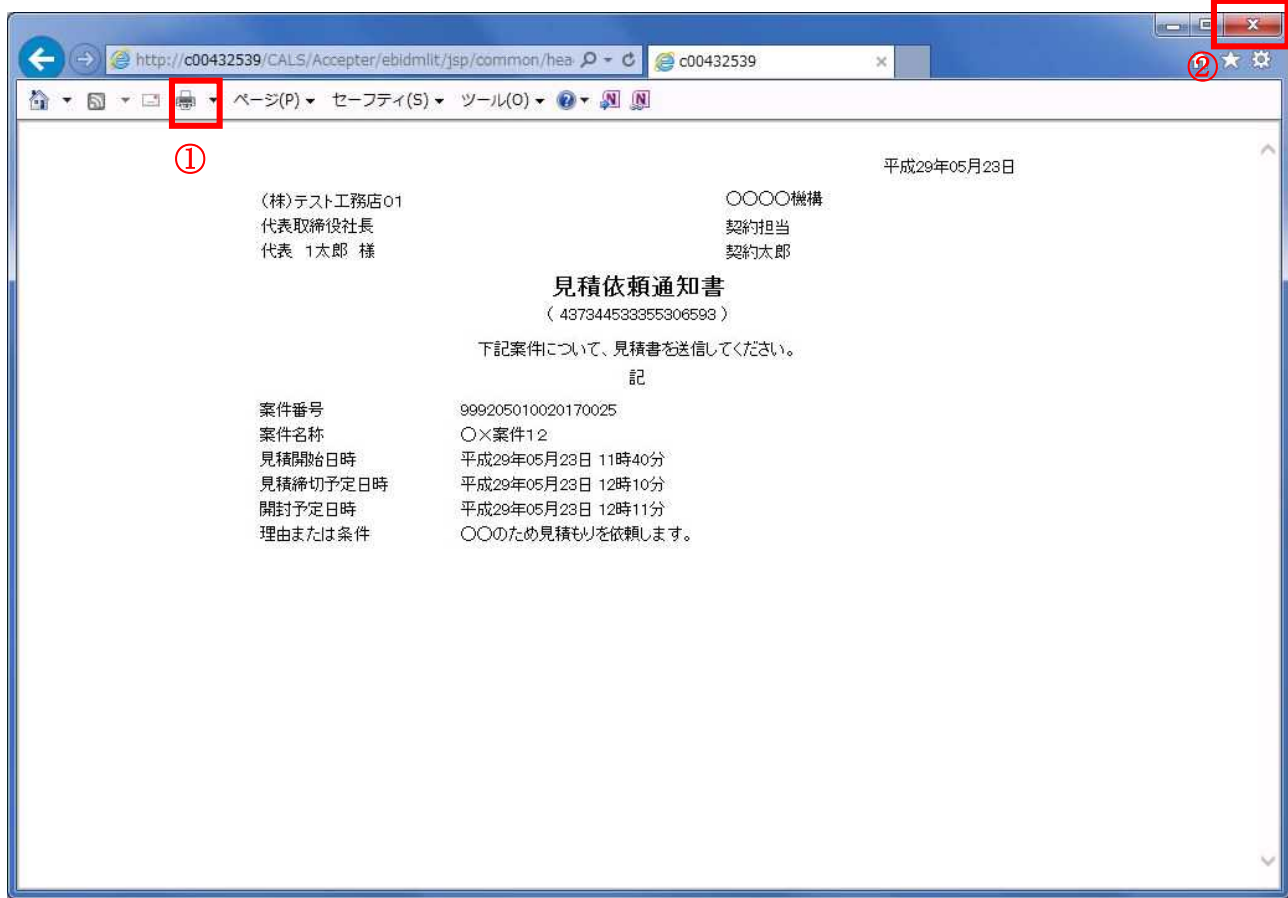 http://c00432539/CALS/Accepter/ebidmlit/jsp/common/hea
c00432539
②
ページ(P) セーフティ(S) ツール(O)
①
平成29年05月23日
(株)テスト工務店01 ○○○○機構
代表取締役社長 契約担当
代表 1太郎 様 契約太郎
見積依頼通知書
( 437344533355306593 )
下記案件について、見積書を送信してください。
記
案件番号 999205010020170025
案件名称 ○×案件12
見積開始日時 平成29年05月23日 11時40分
見積締切予定日時 平成29年05月23日 12時10分
開封予定日時 平成29年05月23日 12時11分
理由または条件 ○○のため見積もりを依頼します。